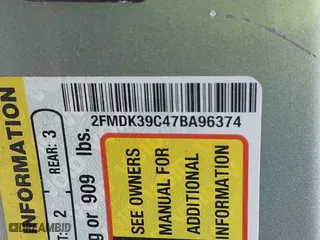 2FMDK39C47BA96374
INFORMATION
REAR: 3
2
or 909 lbs.
SEE OWNERS
MANUAL FOR
ADDITIONAL
INFORMATION